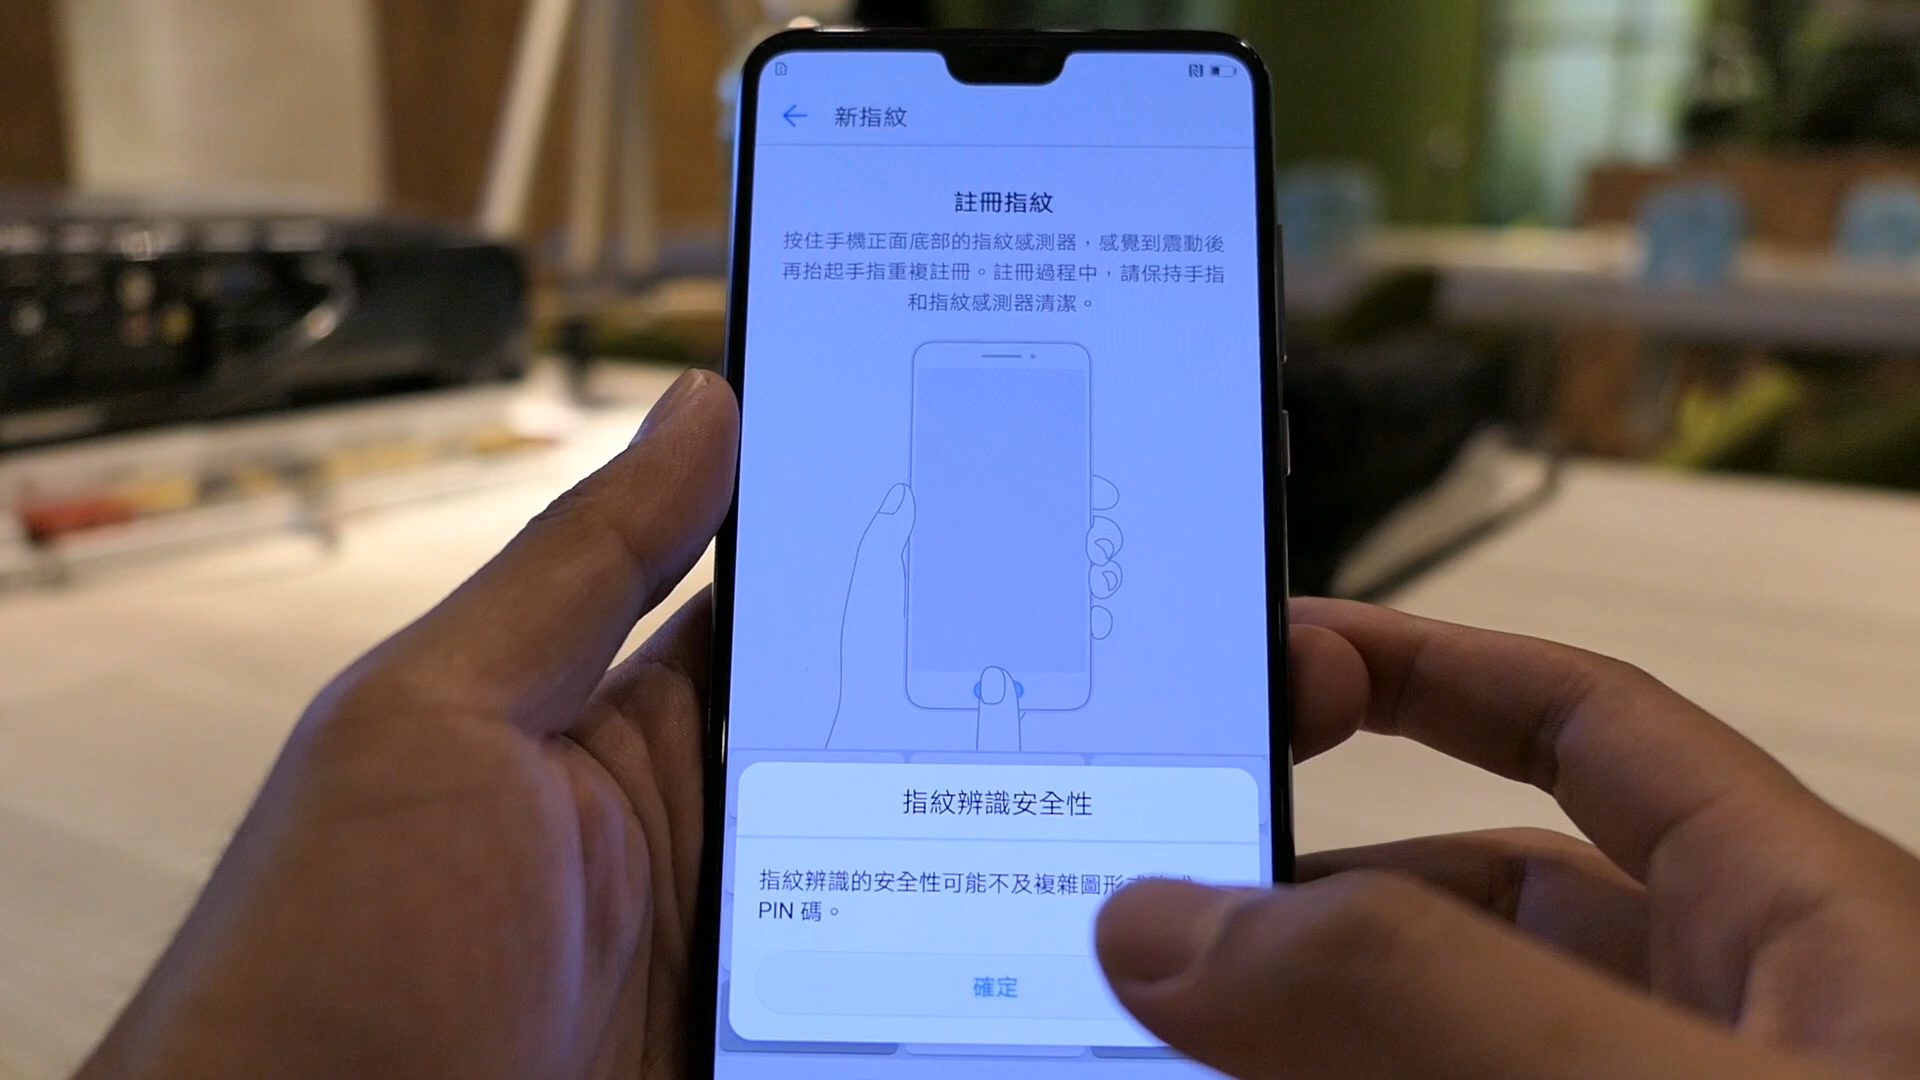 新指紋
註冊指紋
按住手機正面底部的指紋感測器，感覺到震動後
再抬起手指重複註冊。註冊過程中，請保持手指
和指紋感測器清潔。
指紋辨識安全性
指紋辨識的安全性可能不及複雜圖形
PIN 碼。
確定